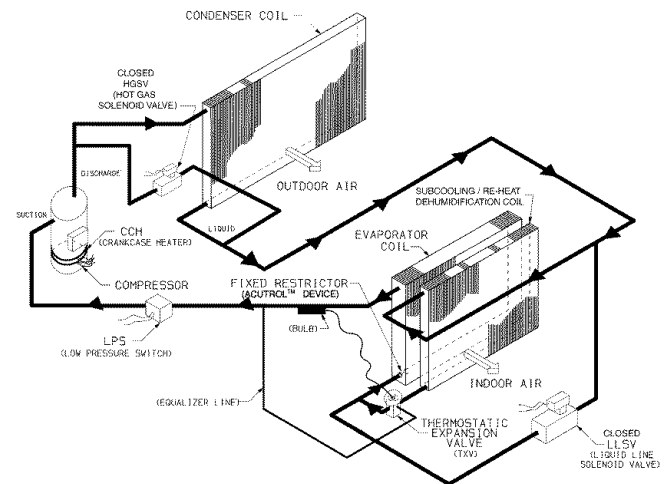 CONDENSER COIL
CLOSED
HGSV
(HOT GAS
SOLENOID VALVE)
DISCHARGE
OUTDOOR AIR
SUBCOOLING / RE-HEAT
DEHUMIDIFICATION COIL
SUCTION
LIQUID
EVAPORATOR
COIL
CCH
(CRANKCASE HEATER)
COMPRESSOR
FIXED RESTRICTOR
(ACUTROL™ DEVICE)
(BULB)
LPS
(LOW PRESSURE SWITCH)
INDOOR AIR
(EQUALIZER LINE)
THERMOSTATIC
EXPANSION
VALVE
(TXV)
CLOSED
LLSV
(LIQUID LINE
SOLENOID VALVE)